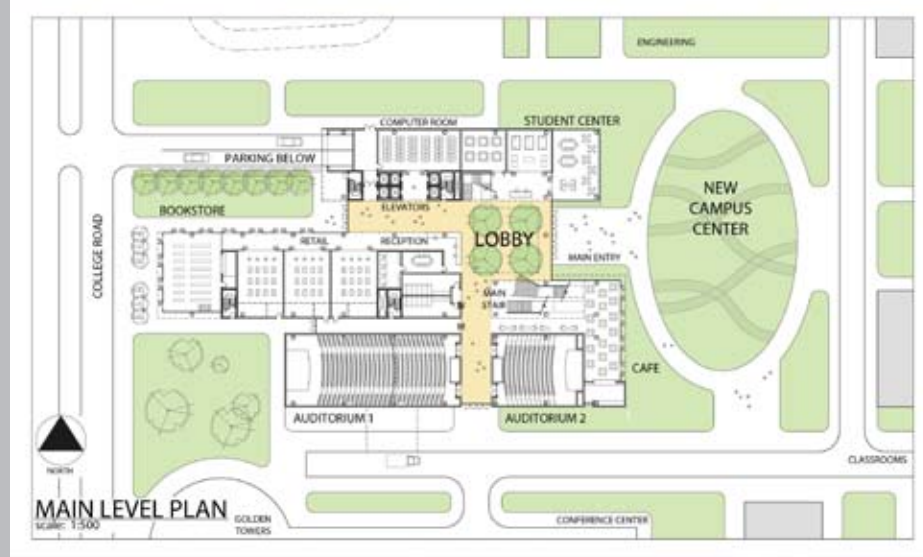 ENGINEERING
COMPUTER ROOM
STUDENT CENTER
PARKING BELOW
BOOKSTORE
ELEVATORS
NEW
CAMPUS
CENTER
RETAIL
RECEPTION
LOBBY
COLLEGE ROAD
MAIN ENTRY
MAIN
STAIR
CAFE
AUDITORIUM 1
AUDITORIUM 2
NORTH
CLASSROOMS
MAIN LEVEL PLAN
scale: 1:500
GOLDEN
TOWERS
CONFERENCE CENTER